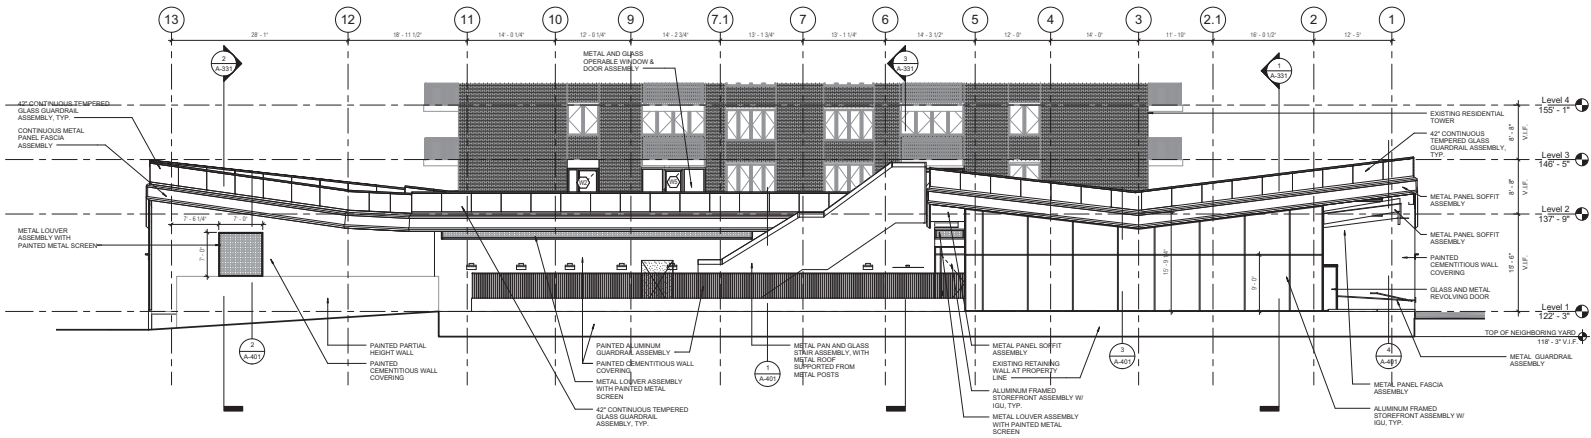 13
12
11
10
9
7.1
7
6
5
4
3
2.1
2
1
28' - 1"
18' - 11 1/2"
14' - 0 1/4"
12' - 0 1/4"
14' - 2 3/4"
13' - 1 3/4"
13' - 1 1/4"
14' - 3 1/2"
12' - 0"
14' - 0"
11' - 10"
16' - 0 1/2"
12' - 5"
2
A-331
3
A-331
1
A-331
METAL AND GLASS
OPERABLE WINDOW &
DOOR ASSEMBLY
42" CONTINUOUS TEMPERED
GLASS GUARDRAIL
ASSEMBLY, TYP.
CONTINUOUS METAL
PANEL FASCIA
ASSEMBLY
METAL LOUVER
ASSEMBLY WITH
PAINTED METAL SCREEN
7' - 6 1/4"
7' - 0"
7' - 0"
W2
W5
15' - 9 1/4"
9' - 0"
Level 4
155' - 1"
EXISTING RESIDENTIAL
TOWER
8' - 8"
V.I.F.
42" CONTINUOUS
TEMPERED GLASS
GUARDRAIL ASSEMBLY,
TYP.
Level 3
146' - 5"
8' - 8"
V.I.F.
METAL PANEL SOFFIT
ASSEMBLY
Level 2
137' - 9"
METAL PANEL SOFFIT
ASSEMBLY
PAINTED
CEMENTITIOUS WALL
COVERING
15' - 6"
V.I.F.
GLASS AND METAL
REVOLVING DOOR
Level 1
122' - 3"
TOP OF NEIGHBORING YARD
118' - 3" V.I.F.
METAL GUARDRAIL
ASSEMBLY
METAL PANEL FASCIA
ASSEMBLY
ALUMINUM FRAMED
STOREFRONT ASSEMBLY W/
IGU, TYP.
2
A-401
PAINTED PARTIAL
HEIGHT WALL
PAINTED
CEMENTITIOUS WALL
COVERING
PAINTED ALUMINUM
GUARDRAIL ASSEMBLY
PAINTED CEMENTITIOUS WALL
COVERING
METAL LOUVER ASSEMBLY
WITH PAINTED METAL
SCREEN
42" CONTINUOUS TEMPERED
GLASS GUARDRAIL
ASSEMBLY, TYP.
1
A-401
METAL PAN AND GLASS
STAIR ASSEMBLY, WITH
METAL ROOF
SUPPORTED FROM
METAL POSTS
METAL PANEL SOFFIT
ASSEMBLY
EXISTING RETAINING
WALL AT PROPERTY
LINE
ALUMINUM FRAMED
STOREFRONT ASSEMBLY W/
IGU, TYP.
METAL LOUVER ASSEMBLY
WITH PAINTED METAL
SCREEN
3
A-401
4
A-401